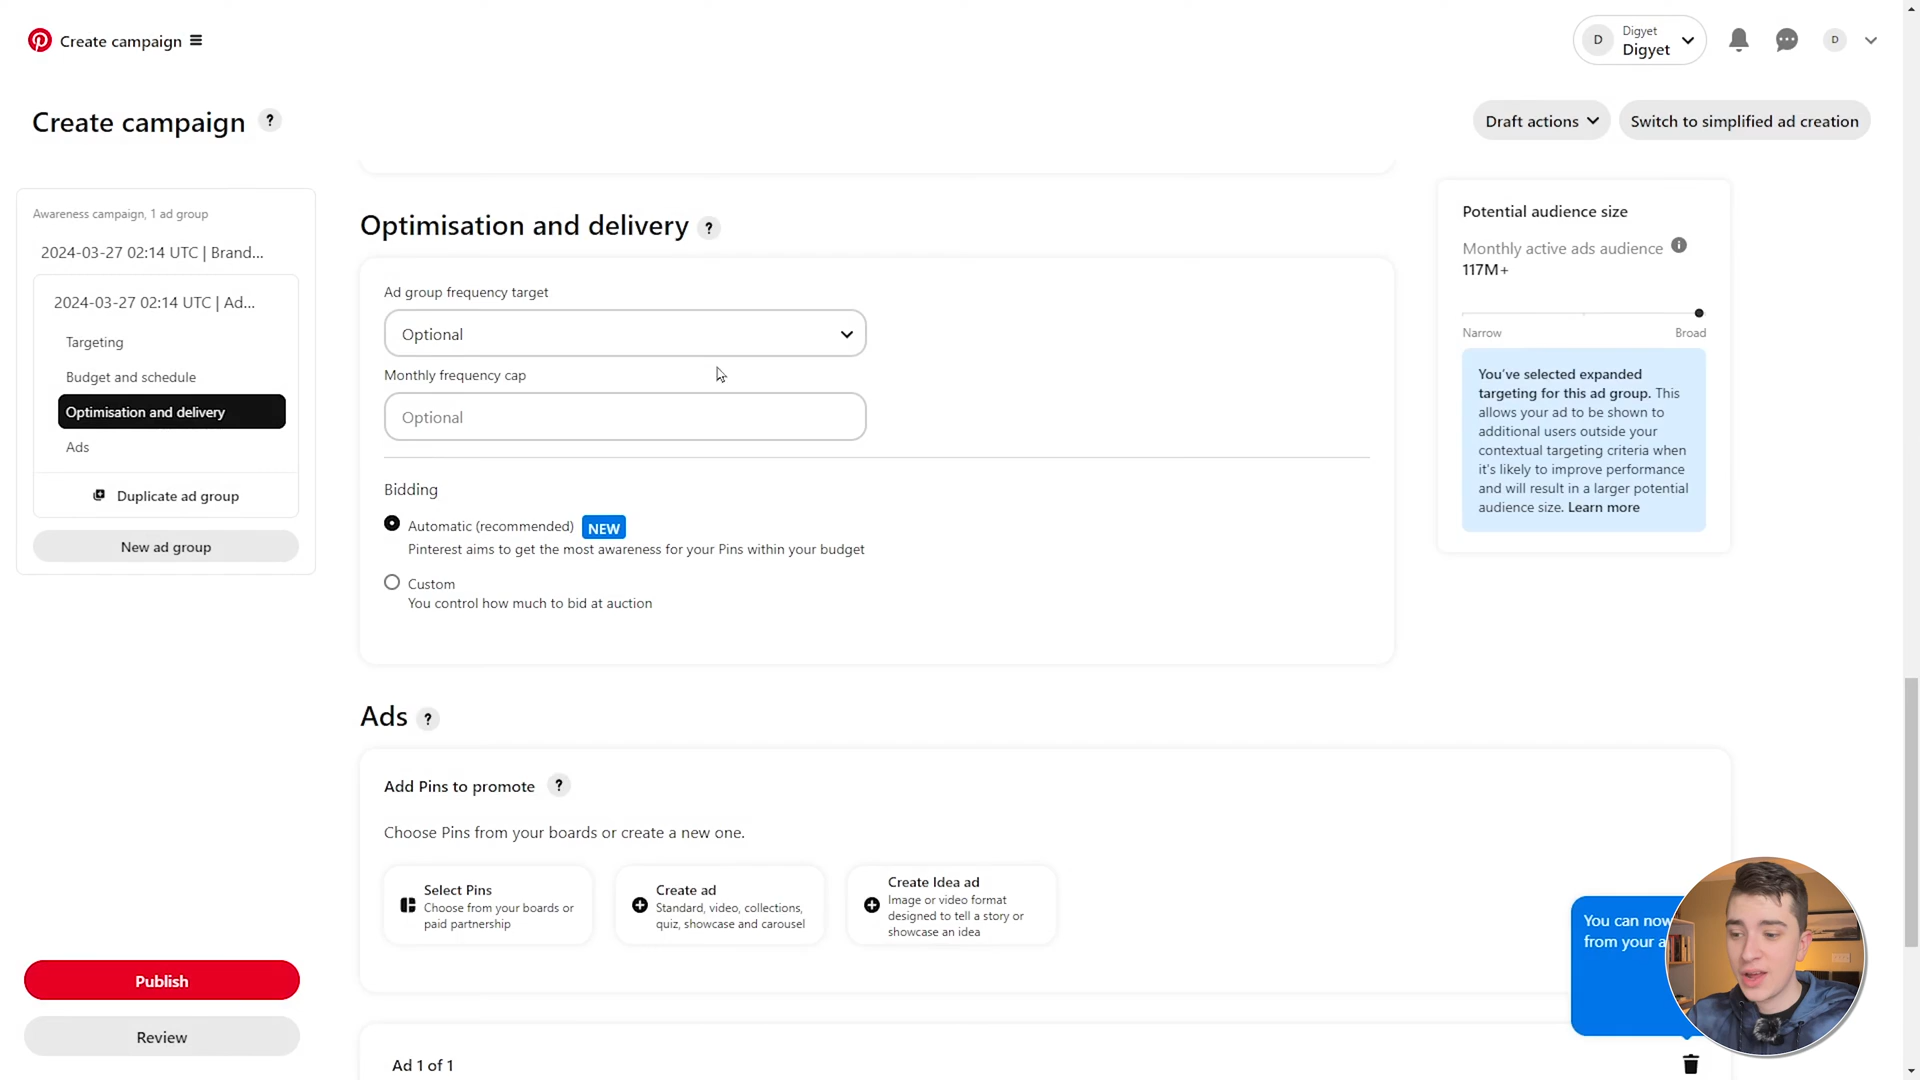 Create campaign
D
Digyet
Digyet
D
Create campaign ?
Draft actions
Switch to simplified ad creation
Awareness campaign, 1 ad group
2024-03-27 02:14 UTC | Brand...
2024-03-27 02:14 UTC | Ad...
Targeting
Budget and schedule
Optimisation and delivery
Ads
Duplicate ad group
New ad group
Publish
Review
Optimisation and delivery ?
Ad group frequency target
Optional
Monthly frequency cap
Optional
Bidding
Automatic (recommended) NEW
Pinterest aims to get the most awareness for your Pins within your budget
Custom
You control how much to bid at auction
Ads ?
Add Pins to promote ?
Choose Pins from your boards or create a new one.
Select Pins
Choose from your boards or
paid partnership
Create ad
Standard, video, collections,
quiz, showcase and carousel
Create Idea ad
Image or video format
designed to tell a story or
showcase an idea
Ad 1 of 1
Potential audience size
Monthly active ads audience
117M+
Narrow
Broad
You've selected expanded
targeting for this ad group. This
allows your ad to be shown to
additional users outside your
contextual targeting criteria when
it's likely to improve performance
and will result in a larger potential
audience size. Learn more
You can now
from your a